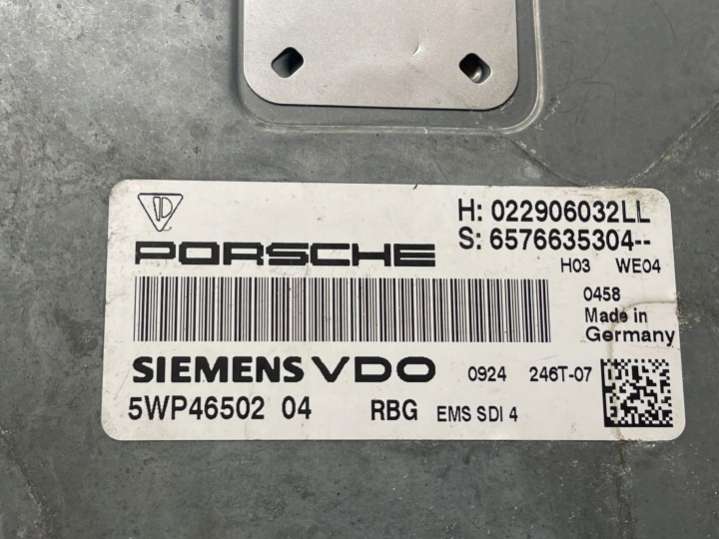 H: 022906032LL
PORSCHE S: 6576635304--
H03 WE04
0458
Made in
Germany
SIEMENS VDO 0924 246T-07
5WP46502 04 RBG EMS SDI 4